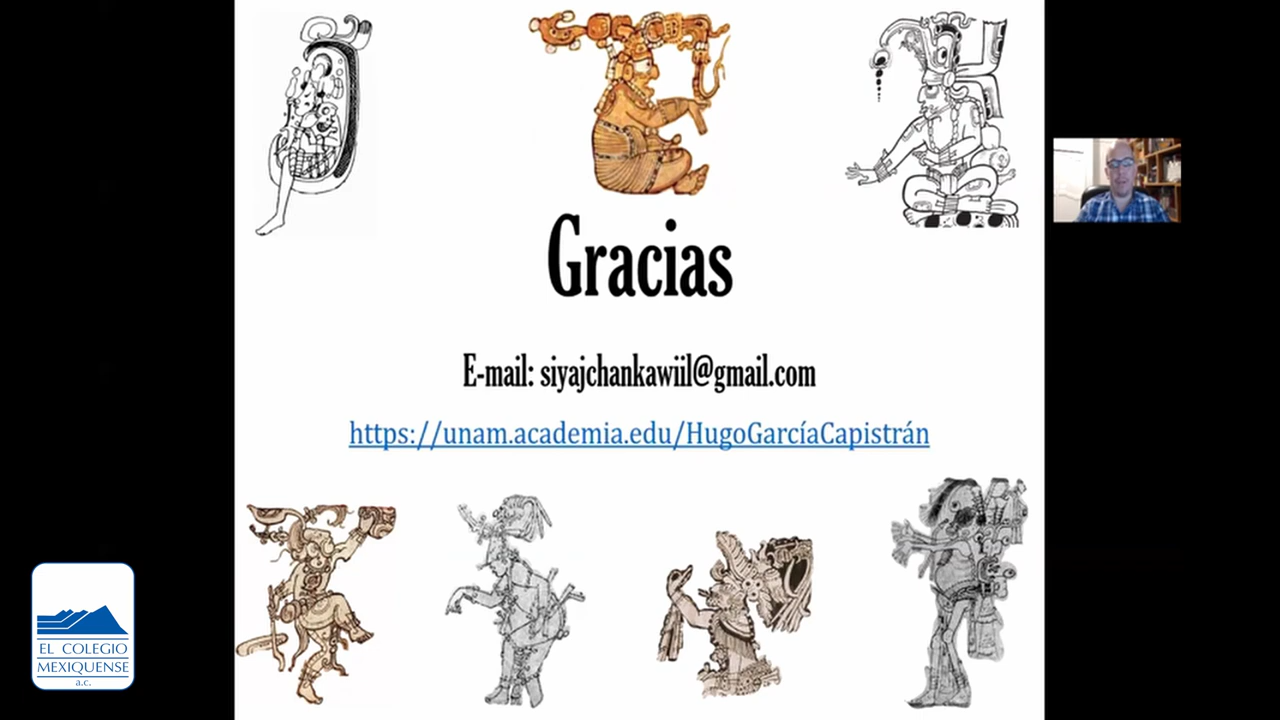 Gracias
E-mail: siyajchankawiil@gmail.com
https://unam.academia.edu/HugoGarcíaCapistrán
EL COLEGIO
MEXIQUENSE
a.c.